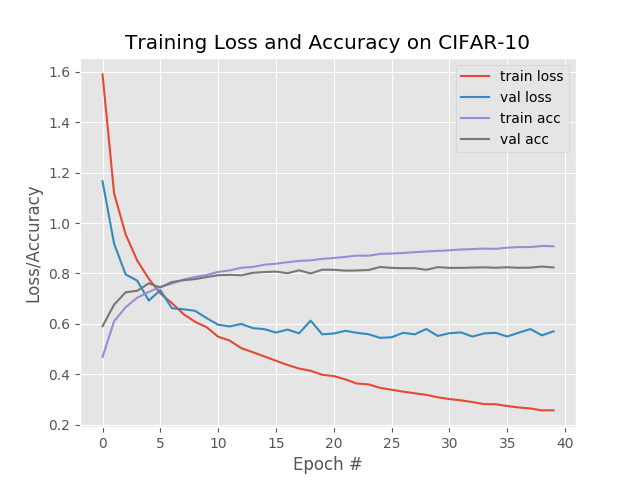 Training Loss and Accuracy on CIFAR-10
train loss
val loss
train acc
val acc
Loss/Accuracy
1.6
1.4
1.2
1.0
0.8
0.6
0.4
0.2
0 5 10 15 20 25 30 35 40
Epoch #